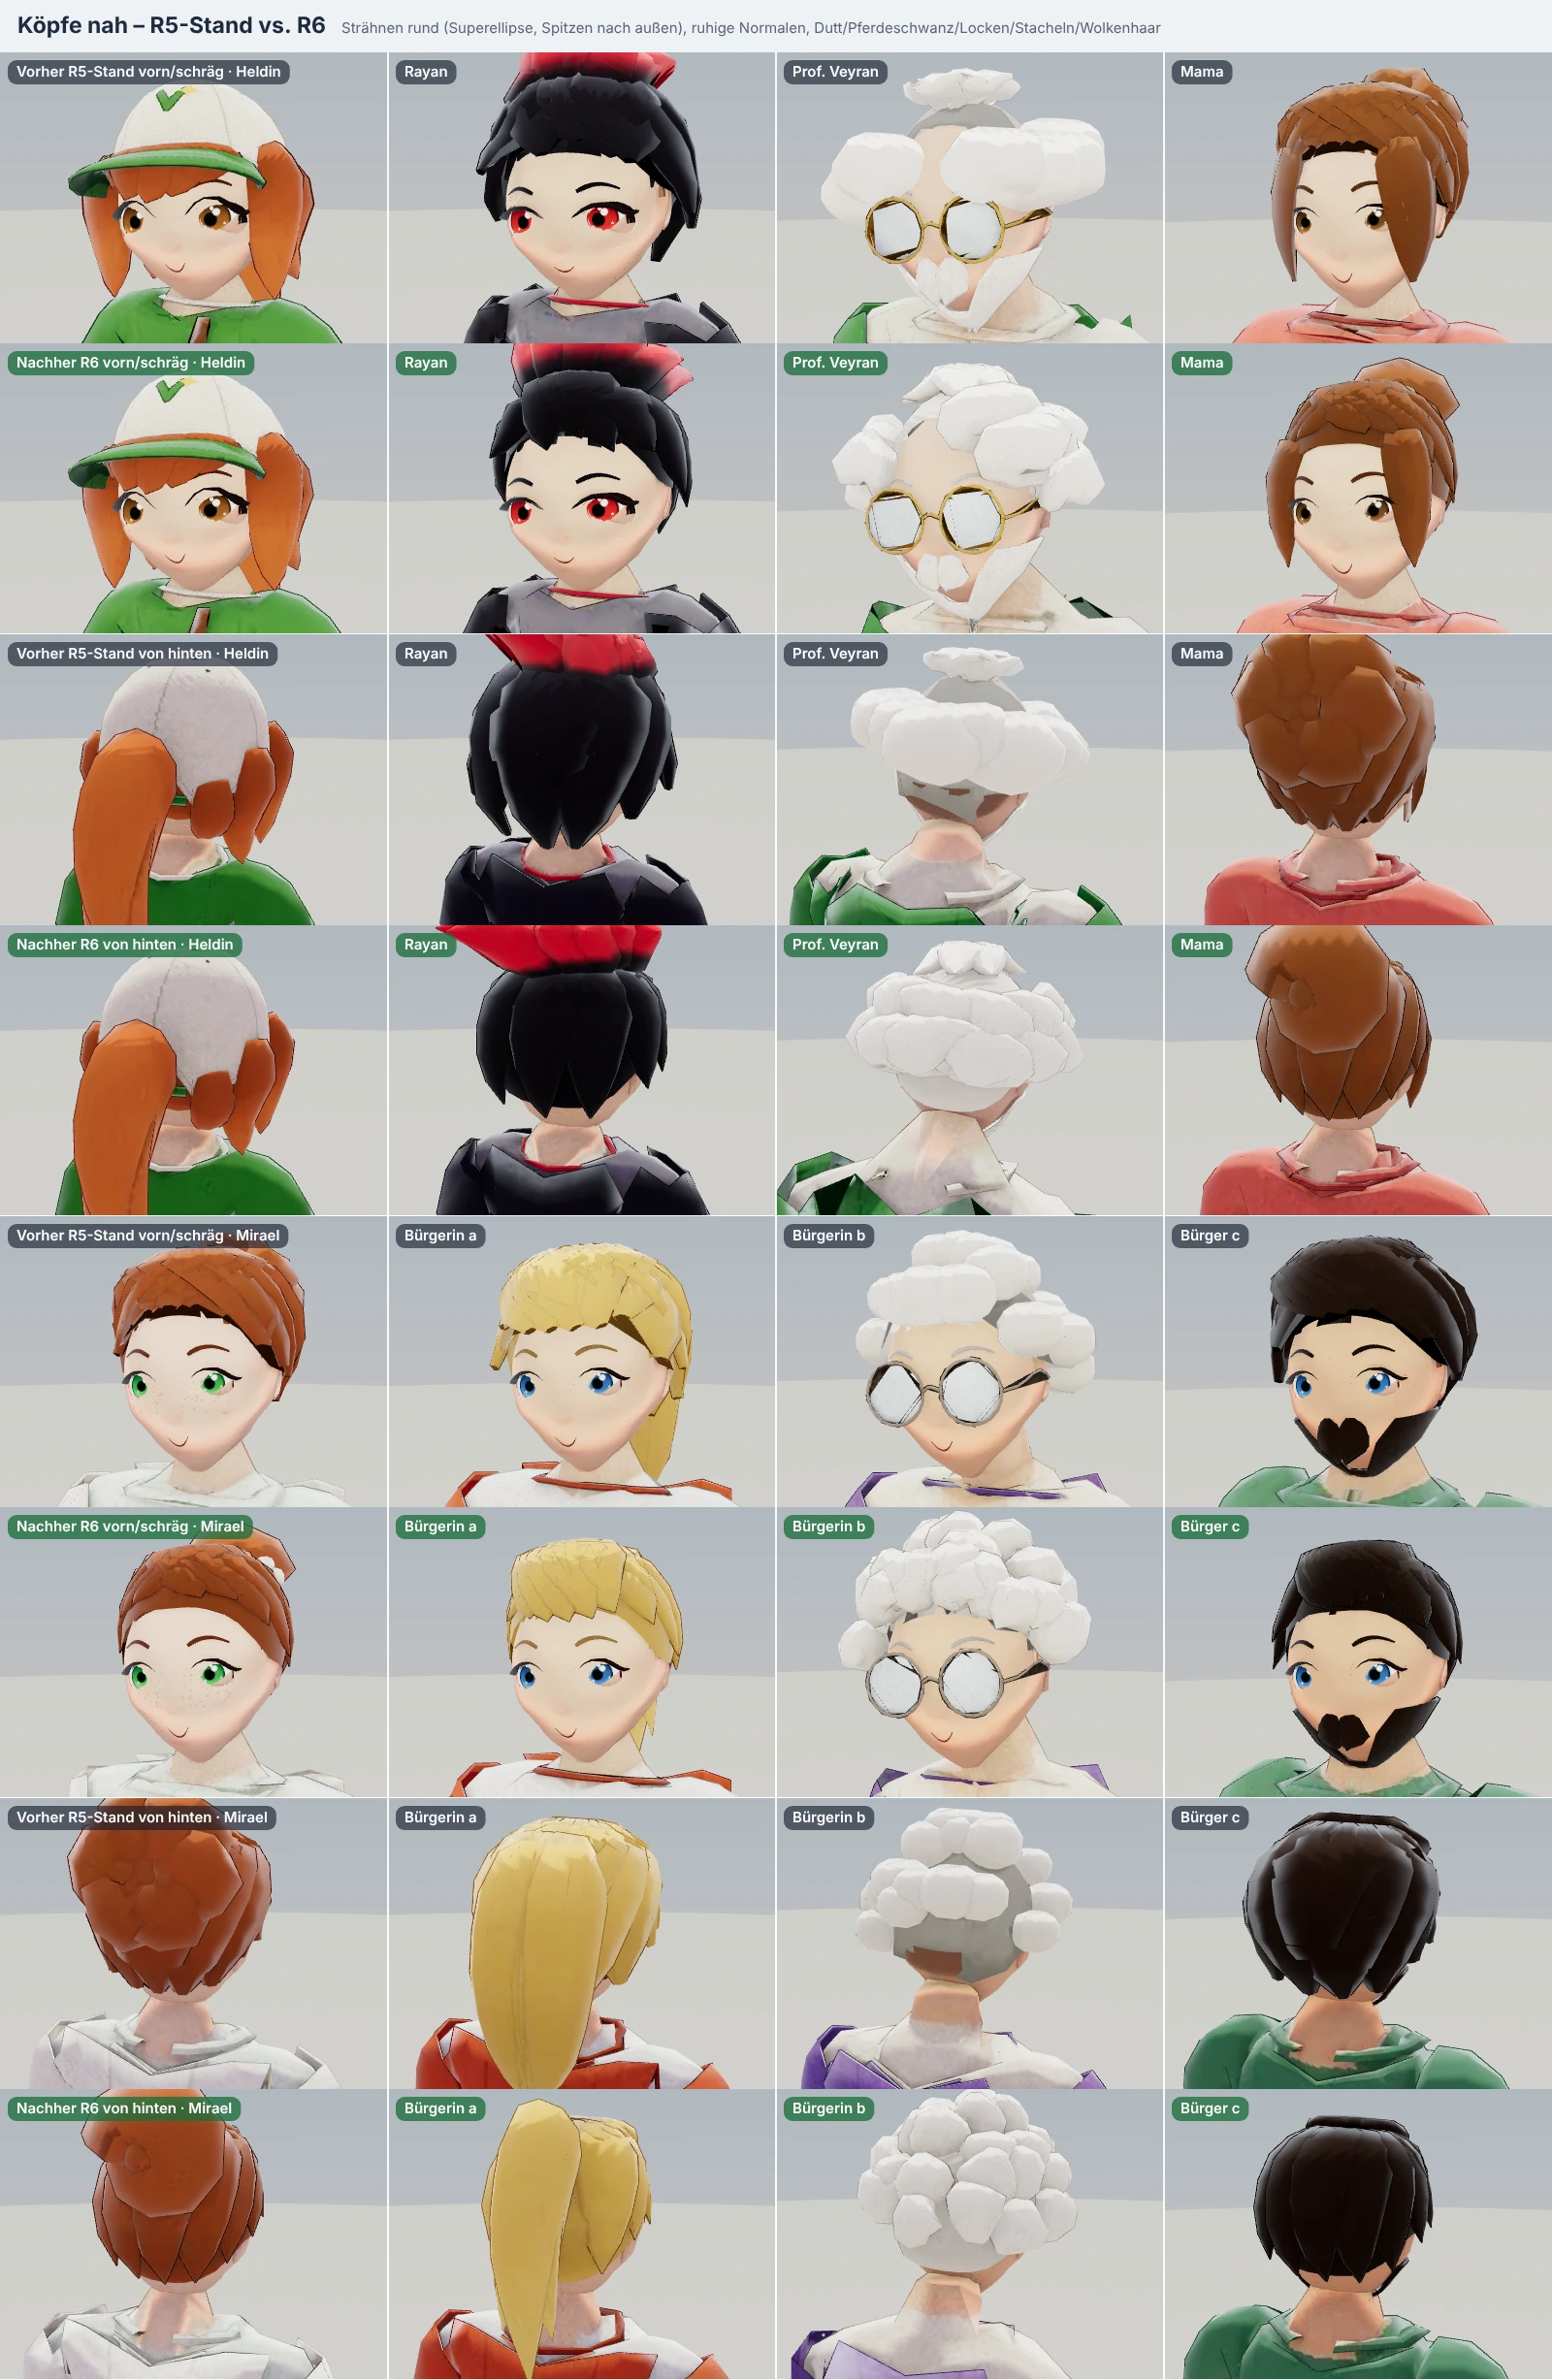 Köpfe nah – R5-Stand vs. R6 Strähnen rund (Superellipse, Spitzen nach außen), ruhige Normalen, Dutt/Pferdeschwanz/Locken/Stacheln/Wolkenhaar
Vorher R5-Stand vorn/schräg · Heldin Rayan Prof. Veyran Mama
Nachher R6 vorn/schräg · Heldin Rayan Prof. Veyran Mama
Vorher R5-Stand von hinten · Heldin Rayan Prof. Veyran Mama
Nachher R6 von hinten · Heldin Rayan Prof. Veyran Mama
Vorher R5-Stand vorn/schräg · Mirael Bürgerin a Bürgerin b Bürger c
Nachher R6 vorn/schräg · Mirael Bürgerin a Bürgerin b Bürger c
Vorher R5-Stand von hinten · Mirael Bürgerin a Bürgerin b Bürger c
Nachher R6 von hinten · Mirael Bürgerin a Bürgerin b Bürger c